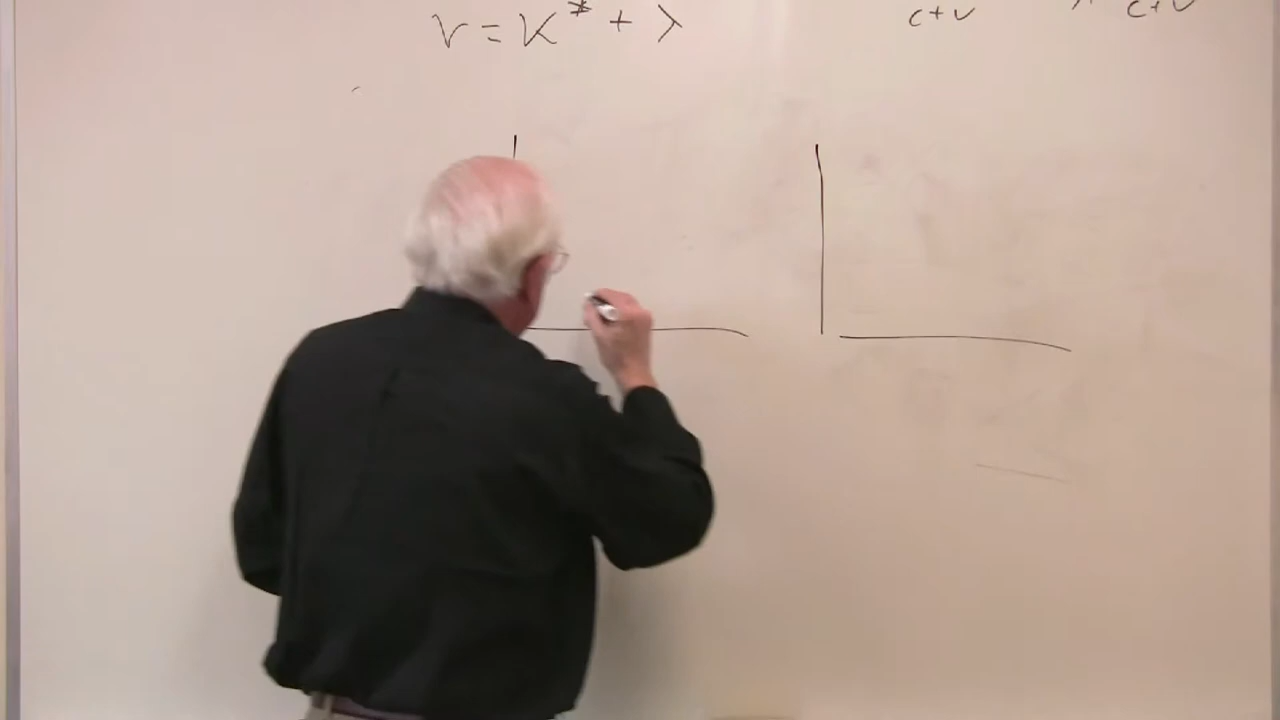 r = K* + λ
c+v
c+v